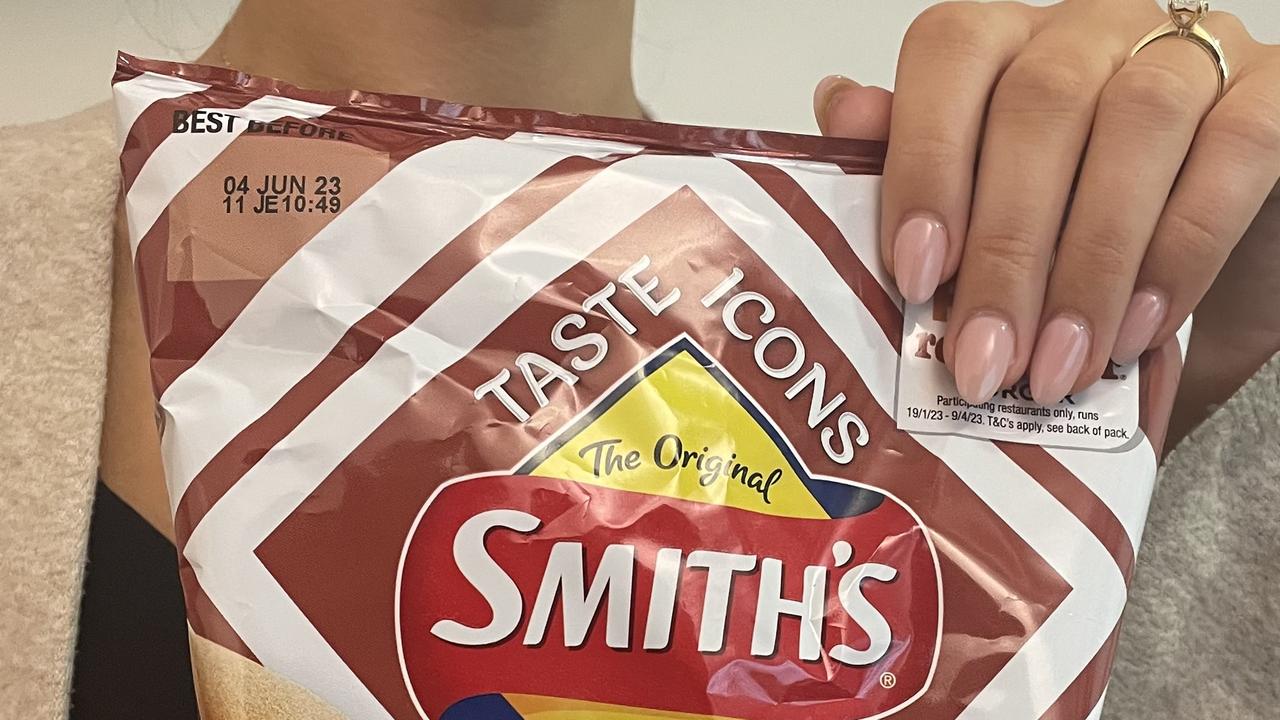 BEST BEFORE
04 JUN 23
11 JE10:49
TASTE ICONS
The Original
SMITH'S
®
Participating restaurants only, runs
19/1/23 - 9/4/23. T&C's apply, see back of pack.